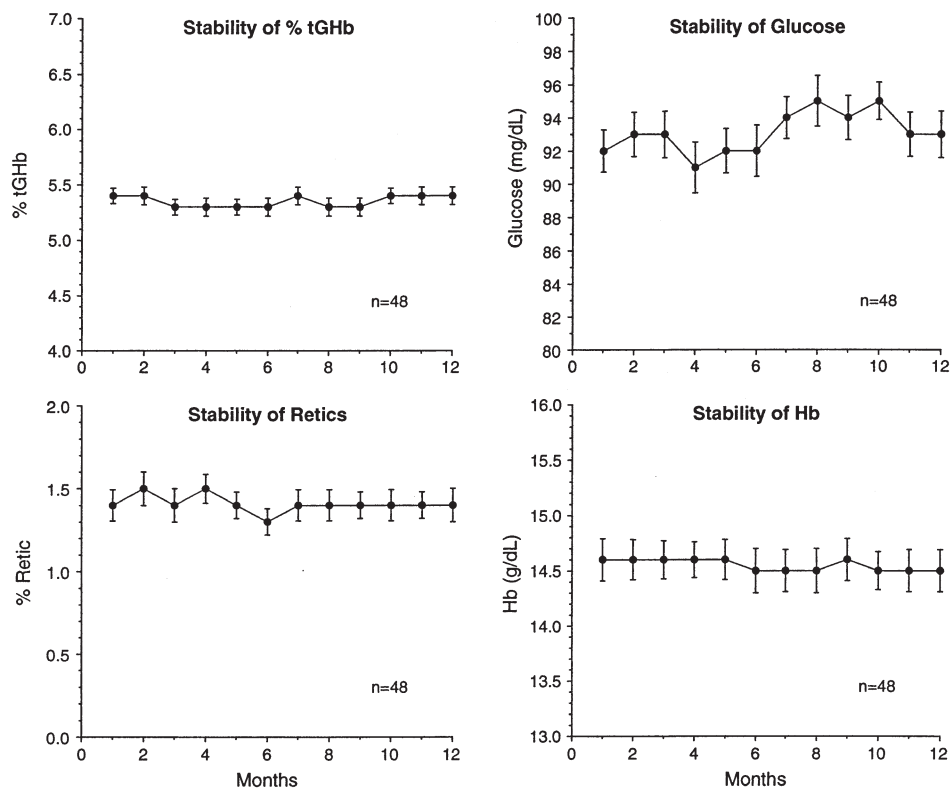 Stability of % tGHb
7.0
6.5
6.0
5.5
5.0
4.5
4.0
% tGHb
n=48
0 2 4 6 8 10 12
Stability of Glucose
100
98
96
94
92
90
88
86
84
82
80
Glucose (mg/dL)
n=48
0 2 4 6 8 10 12
Stability of Retics
2.0
1.5
1.0
0.5
0.0
% Retic
n=48
0 2 4 6 8 10 12
Months
Stability of Hb
16.0
15.5
15.0
14.5
14.0
13.5
13.0
Hb (g/dL)
n=48
0 2 4 6 8 10 12
Months